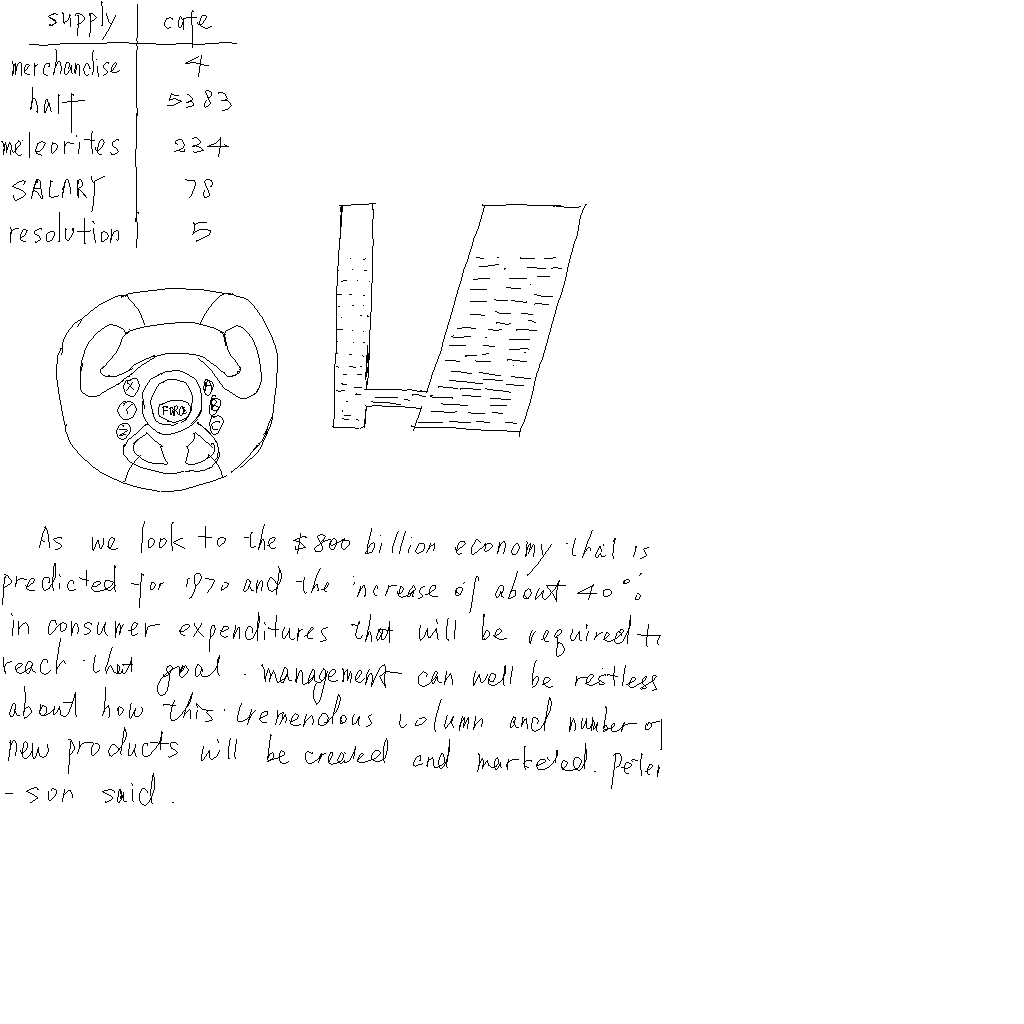 supply cafe
merchandise 4
half 5383
meteorites 234
SALARY 78
resolution 5
X
Y
Z
FORCE
As we look to the $800 billion economy that is
predicted for 1970 and the increase of about 40%
in consumer expenditures that will be required to
reach that goal. management can well be restless
about how this tremendous column and number of
new products will be created and marketed. Peter
-son said.